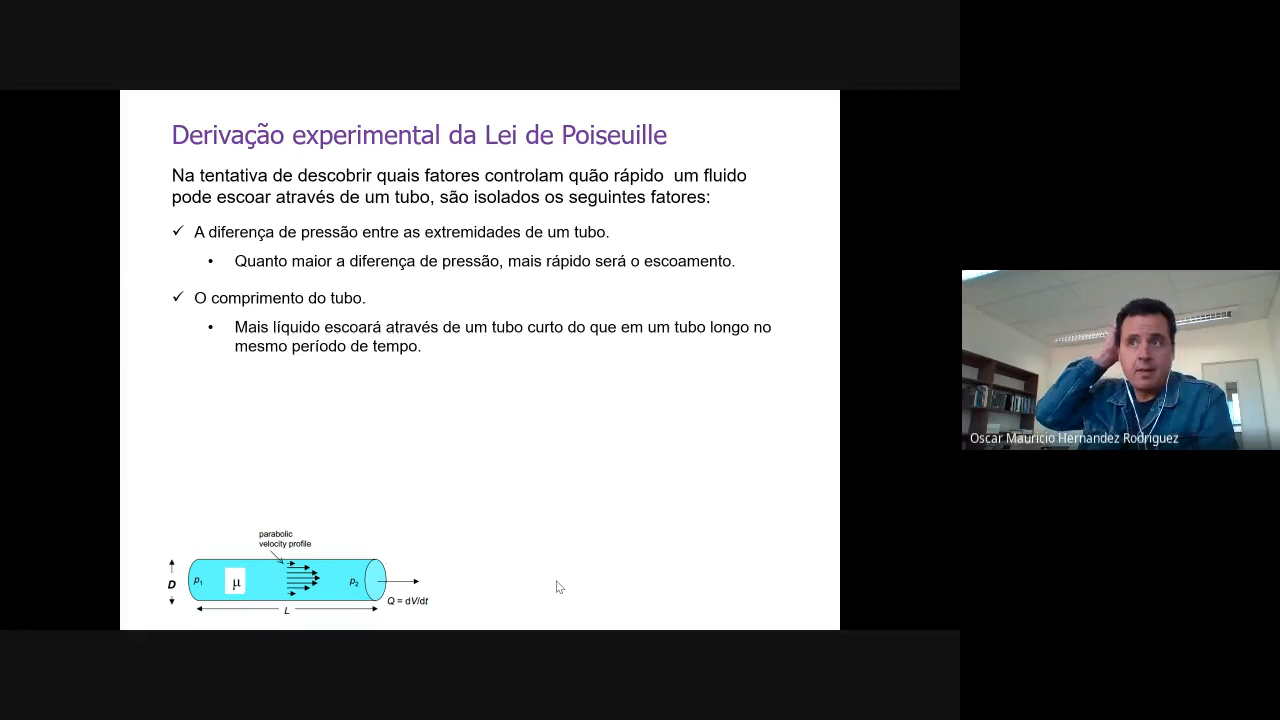 Derivação experimental da Lei de Poiseuille
Na tentativa de descobrir quais fatores controlam quão rápido um fluido
pode escoar através de um tubo, são isolados os seguintes fatores:
✓ A diferença de pressão entre as extremidades de um tubo.
• Quanto maior a diferença de pressão, mais rápido será o escoamento.
✓ O comprimento do tubo.
• Mais líquido escoará através de um tubo curto do que em um tubo longo no
mesmo período de tempo.
parabolic
velocity profile
D
p1
μ
p2
Q = dV/dt
L
Oscar Mauricio Hernandez Rodriguez